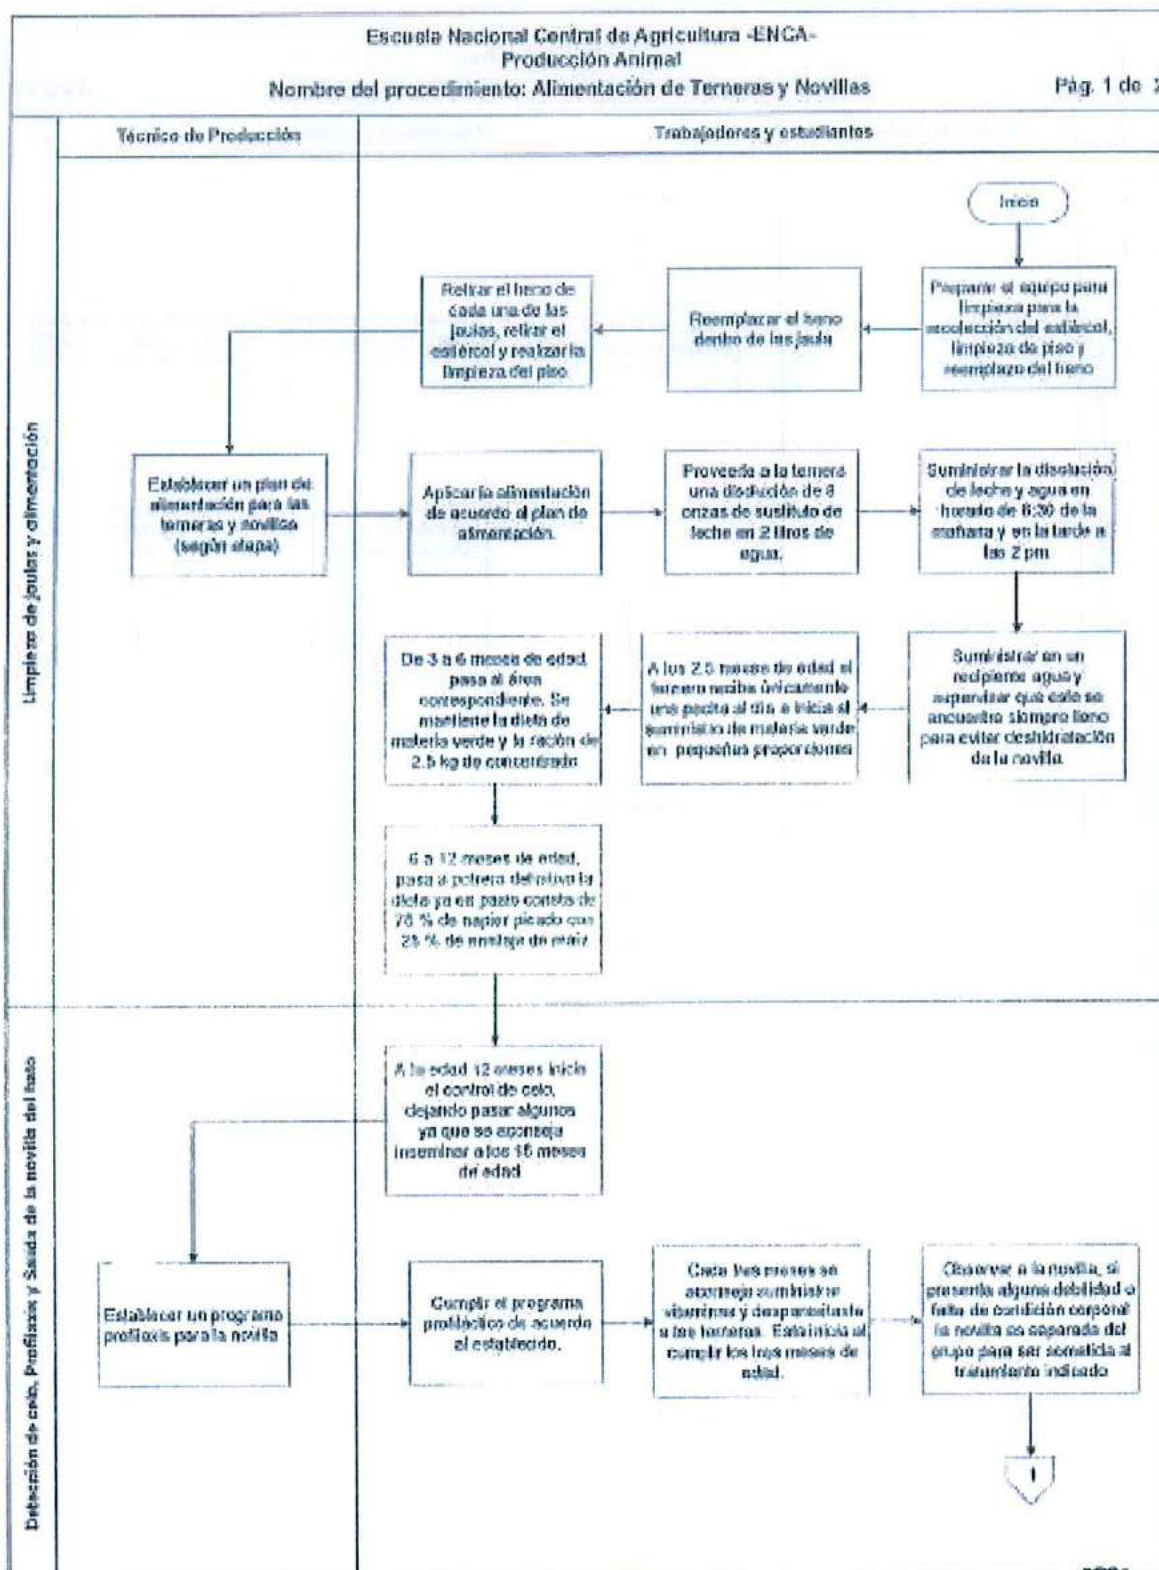 Escuela Nacional Central de Agricultura -ENCA-
Producción Animal
Nombre del procedimiento: Alimentación de Terneras y Novillas
Pág. 1 de 2
Técnico de Producción
Trabajadores y estudiantes
Limpieza de jaulas y alimentación
Inicio
Preparar el equipo para
limpieza para la
recolección del estiércol,
limpieza de piso y
reemplazo del heno
Reemplazar el heno
dentro de las jaula
Retirar el heno de
cada una de las
jaulas, retirar el
estiércol y realizar la
limpieza del piso
Establecer un plan de
alimentación para las
terneras y novillas
(según etapa)
Aplicar la alimentación
de acuerdo al plan de
alimentación.
Proveeda a la ternera
una disolución de 8
onzas de sustituto de
leche en 2 litros de
agua.
Suministrar la disolución
de leche y agua en
horario de 6:30 de la
mañana y en la tarde a
las 2 pm
Suministrar en un
recipiente agua y
supervisar que este se
encuentre siempre lleno
para evitar deshidratación
de la novilla.
A los 2.5 meses de edad el
ternero recibe únicamente
una pacha al día e inicia el
suministro de materia verde
en pequeñas proporciones
De 3 a 6 meses de edad,
pasa al área
correspondiente. Se
mantiene la dieta de
materia verde y la ración de
2.5 kg de concentrado
6 a 12 meses de edad,
pasa a potrero definitivo la
dieta ya en pasto consta de
75 % de napier picado con
25 % de ensilaje de maíz
Detección de celo, Profilaxis y Salida de la novilla del hato
A la edad 12 meses inicia
el control de celo,
dejando pasar algunos
ya que se aconseja
inseminar a los meses
de edad
Establecer un programa
profilaxis para la novilla
Cumplir el programa
profiláctico de acuerdo
al establecido.
Cada tres meses se
aconseja suministrar
vitaminas y desparasitante
a las terneras. Esta inicia al
cumplir los tres meses de
edad.
Observar a la novilla, si
presenta alguna debilidad o
falta de condición corporal
la novilla es separada del
grupo para ser sometida al
tratamiento indicado
1